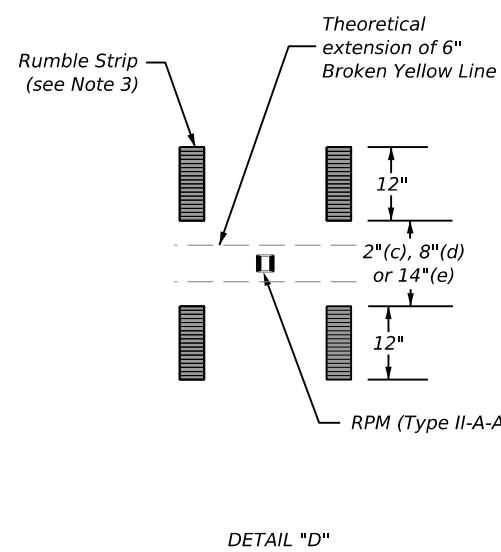 Theoretical
extension of 6"
Broken Yellow Line
Rumble Strip
(see Note 3)
12"
2"(c), 8"(d)
or 14"(e)
12"
RPM (Type II-A-A
DETAIL "D"